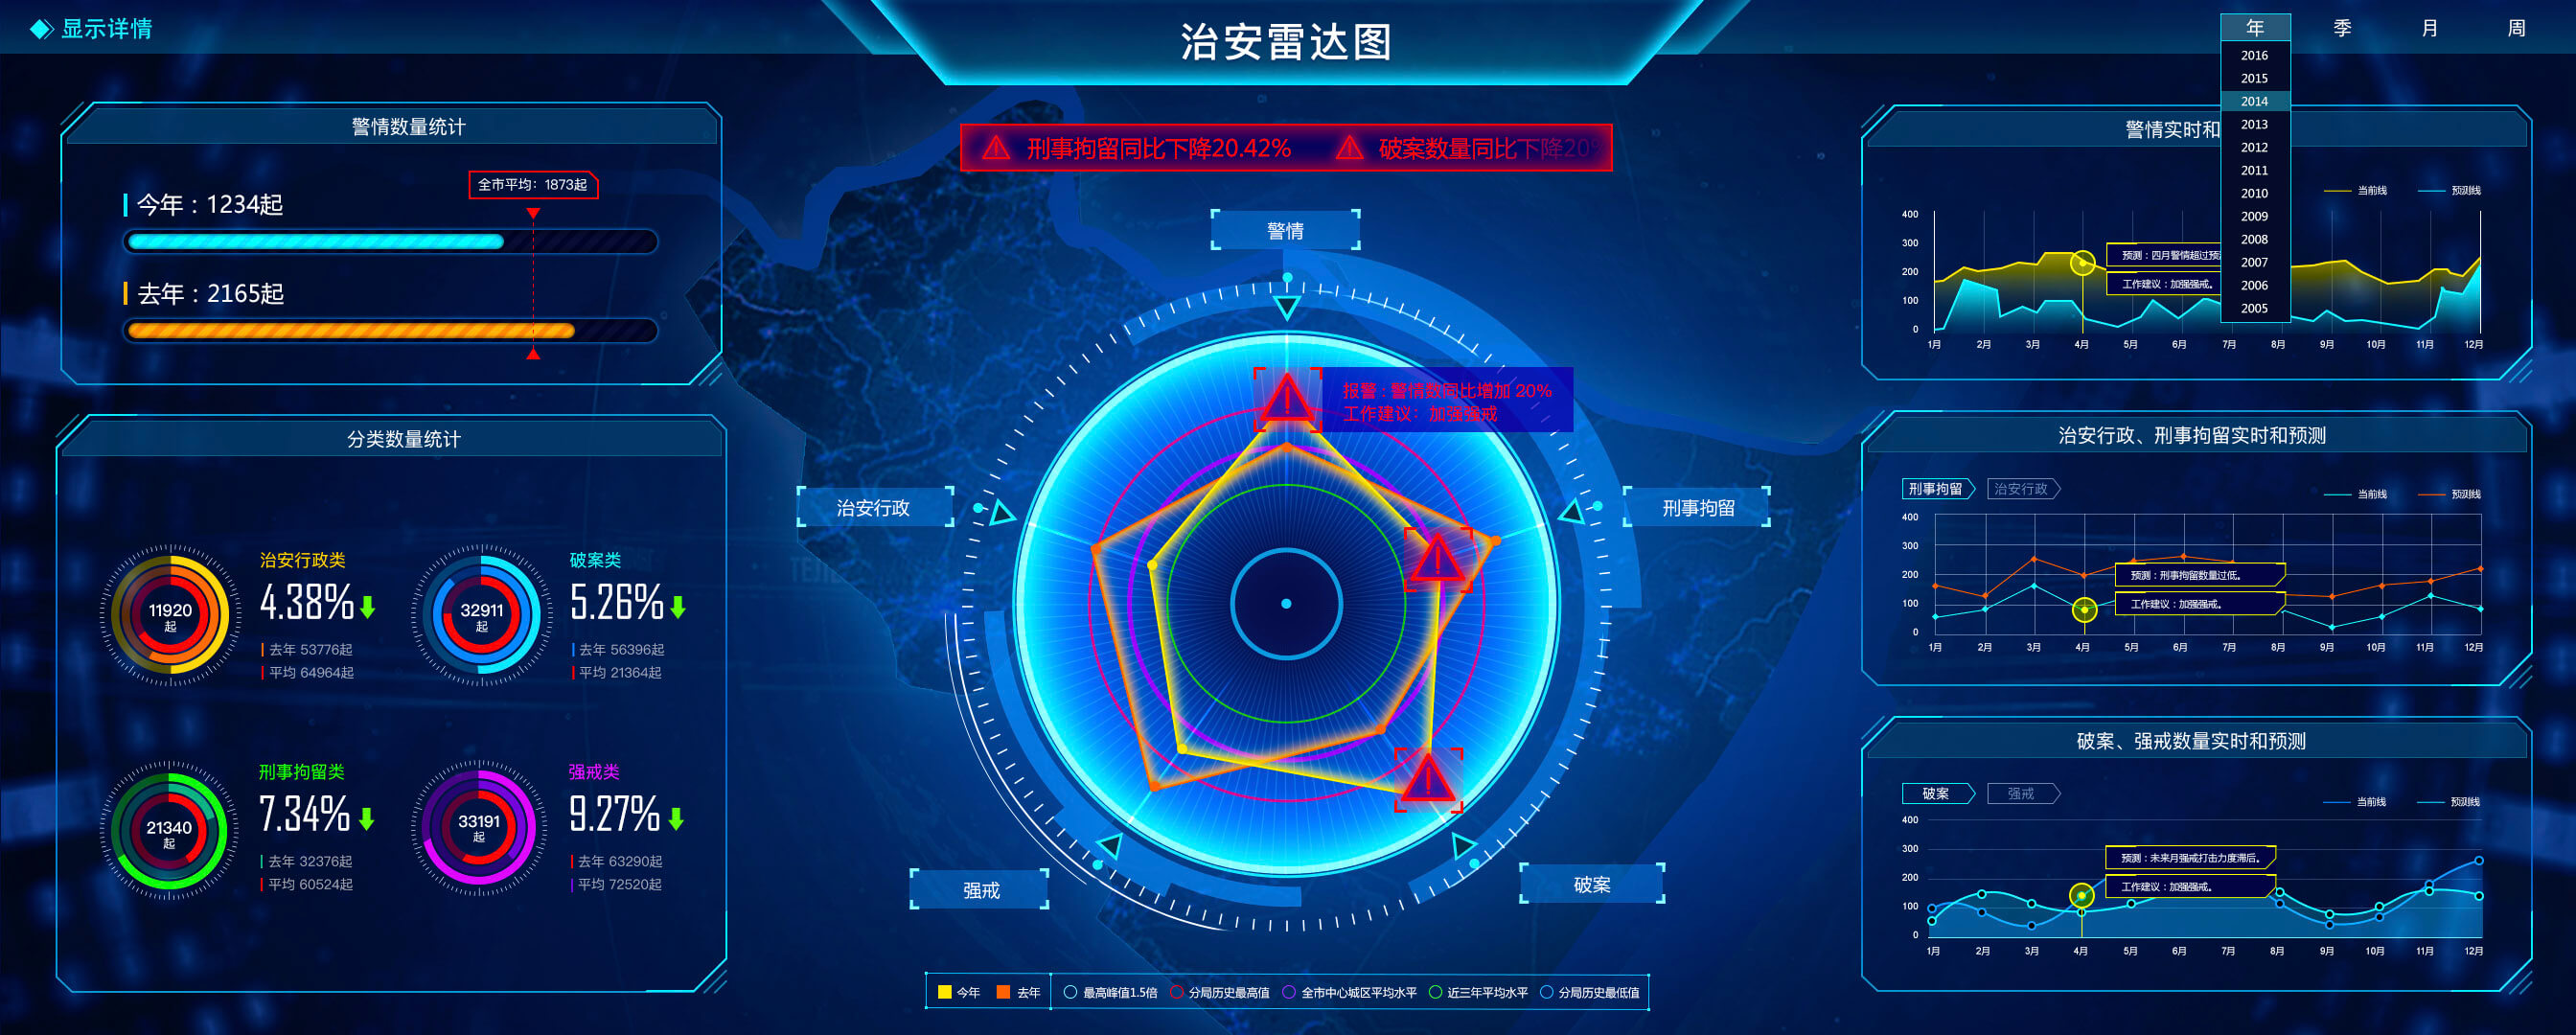 显示详情
治安雷达图
年
季
月
周
2016
2015
2014
2013
2012
2011
2010
2009
2008
2007
2006
2005
警情数量统计
全市平均：1873起
今年：1234起
去年：2165起
分类数量统计
治安行政类
4.38%
11920
起
去年 53776起
平均 64964起
破案类
5.26%
32911
起
去年 56396起
平均 21364起
刑事拘留类
7.34%
21340
起
去年 32376起
平均 60524起
强戒类
9.27%
33191
起
去年 63290起
平均 72520起
刑事拘留同比下降20.42%
破案数量同比下降20%
警情
报警：警情数同比增加 20%
工作建议：加强强戒
治安行政
刑事拘留
强戒
破案
今年
去年
最高峰值1.5倍
分局历史最高值
全市中心城区平均水平
近三年平均水平
分局历史最低值
警情实时和
当前线
预测线
400
300
200
100
0
预测：四月警情超过预
工作建议：加强强戒。
1月 2月 3月 4月 5月 6月 7月 8月 9月 10月 11月 12月
治安行政、刑事拘留实时和预测
刑事拘留
治安行政
当前线
预测线
400
300
200
100
0
预测：刑事拘留数量过低。
工作建议：加强强戒。
1月 2月 3月 4月 5月 6月 7月 8月 9月 10月 11月 12月
破案、强戒数量实时和预测
破案
强戒
当前线
预测线
400
300
200
100
0
预测：未来月强戒打击力度滞后。
工作建议：加强强戒。
1月 2月 3月 4月 5月 6月 7月 8月 9月 10月 11月 12月